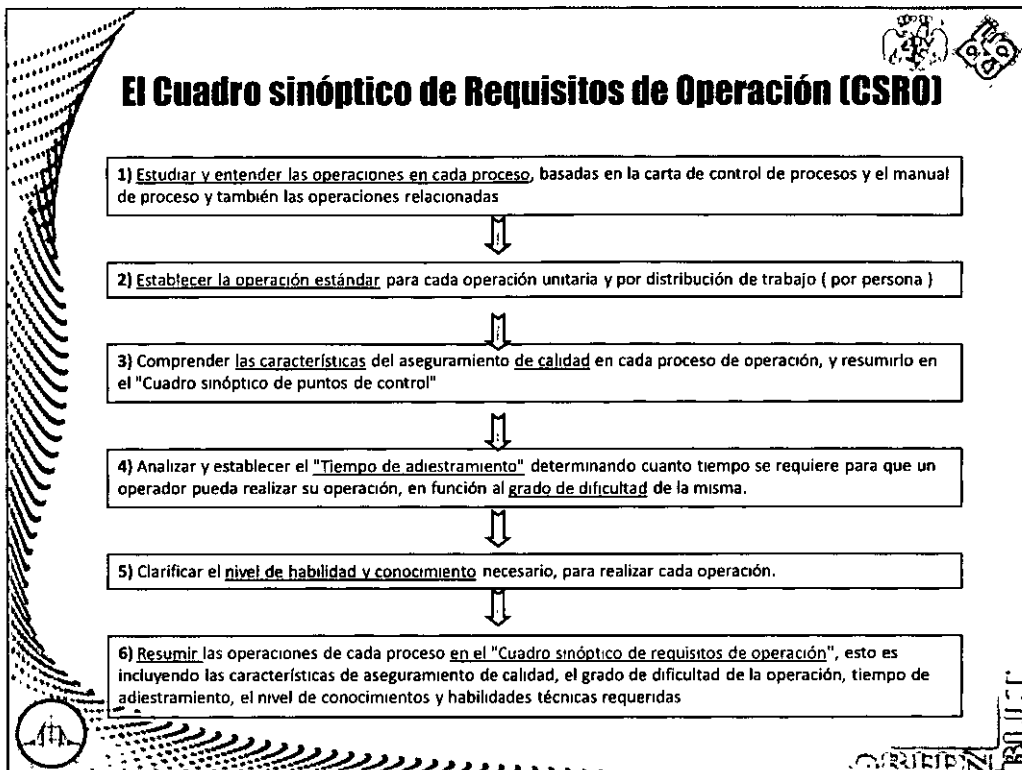 El Cuadro sinóptico de Requisitos de Operación (CSRO)
1) Estudiar y entender las operaciones en cada proceso, basadas en la carta de control de procesos y el manual
de proceso y también las operaciones relacionadas
2) Establecer la operación estándar para cada operación unitaria y por distribución de trabajo ( por persona )
3) Comprender las características del aseguramiento de calidad en cada proceso de operación, y resumirlo en
el "Cuadro sinóptico de puntos de control"
4) Analizar y establecer el "Tiempo de adiestramiento" determinando cuanto tiempo se requiere para que un
operador pueda realizar su operación, en función al grado de dificultad de la misma.
5) Clarificar el nivel de habilidad y conocimiento necesario, para realizar cada operación.
6) Resumir las operaciones de cada proceso en el "Cuadro sinóptico de requisitos de operación", esto es
incluyendo las características de aseguramiento de calidad, el grado de dificultad de la operación, tiempo de
adiestramiento, el nivel de conocimientos y habilidades técnicas requeridas